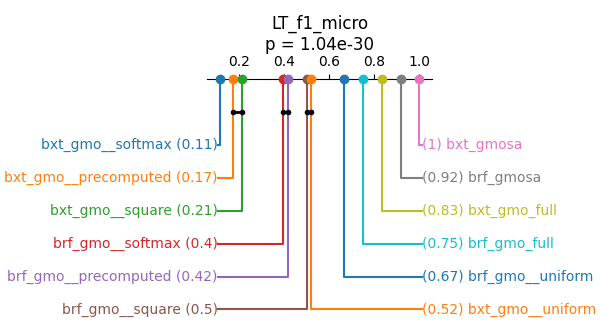 LT_f1_micro
p = 1.04e-30
0.2 0.4 0.6 0.8 1.0
bxt_gmo__softmax (0.11)
(1) bxt_gmosa
bxt_gmo__precomputed (0.17)
(0.92) brf_gmosa
bxt_gmo__square (0.21)
(0.83) bxt_gmo_full
brf_gmo__softmax (0.4)
(0.75) brf_gmo_full
brf_gmo__precomputed (0.42)
(0.67) brf_gmo__uniform
brf_gmo__square (0.5)
(0.52) bxt_gmo__uniform